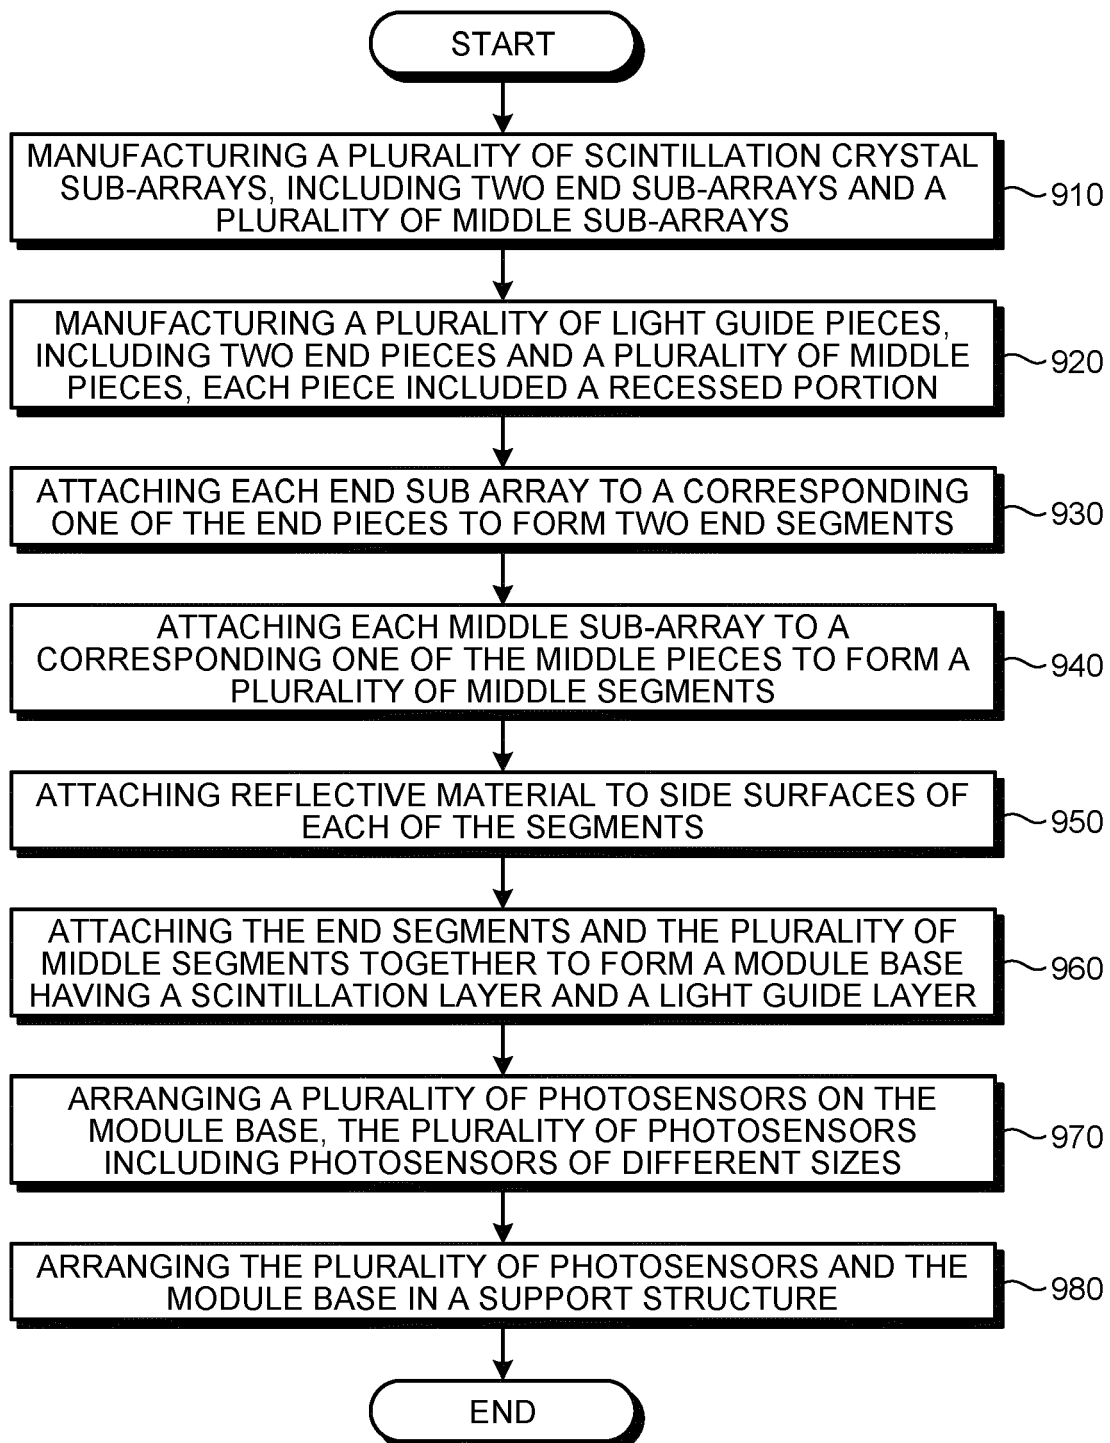 START
MANUFACTURING A PLURALITY OF SCINTILLATION CRYSTAL
SUB-ARRAYS, INCLUDING TWO END SUB-ARRAYS AND A
PLURALITY OF MIDDLE SUB-ARRAYS
910
MANUFACTURING A PLURALITY OF LIGHT GUIDE PIECES,
INCLUDING TWO END PIECES AND A PLURALITY OF MIDDLE
PIECES, EACH PIECE INCLUDED A RECESSED PORTION
920
ATTACHING EACH END SUB ARRAY TO A CORRESPONDING
ONE OF THE END PIECES TO FORM TWO END SEGMENTS
930
ATTACHING EACH MIDDLE SUB-ARRAY TO A
CORRESPONDING ONE OF THE MIDDLE PIECES TO FORM A
PLURALITY OF MIDDLE SEGMENTS
940
ATTACHING REFLECTIVE MATERIAL TO SIDE SURFACES OF
EACH OF THE SEGMENTS
950
ATTACHING THE END SEGMENTS AND THE PLURALITY OF
MIDDLE SEGMENTS TOGETHER TO FORM A MODULE BASE
HAVING A SCINTILLATION LAYER AND A LIGHT GUIDE LAYER
960
ARRANGING A PLURALITY OF PHOTOSENSORS ON THE
MODULE BASE, THE PLURALITY OF PHOTOSENSORS
INCLUDING PHOTOSENSORS OF DIFFERENT SIZES
970
ARRANGING THE PLURALITY OF PHOTOSENSORS AND THE
MODULE BASE IN A SUPPORT STRUCTURE
980
END